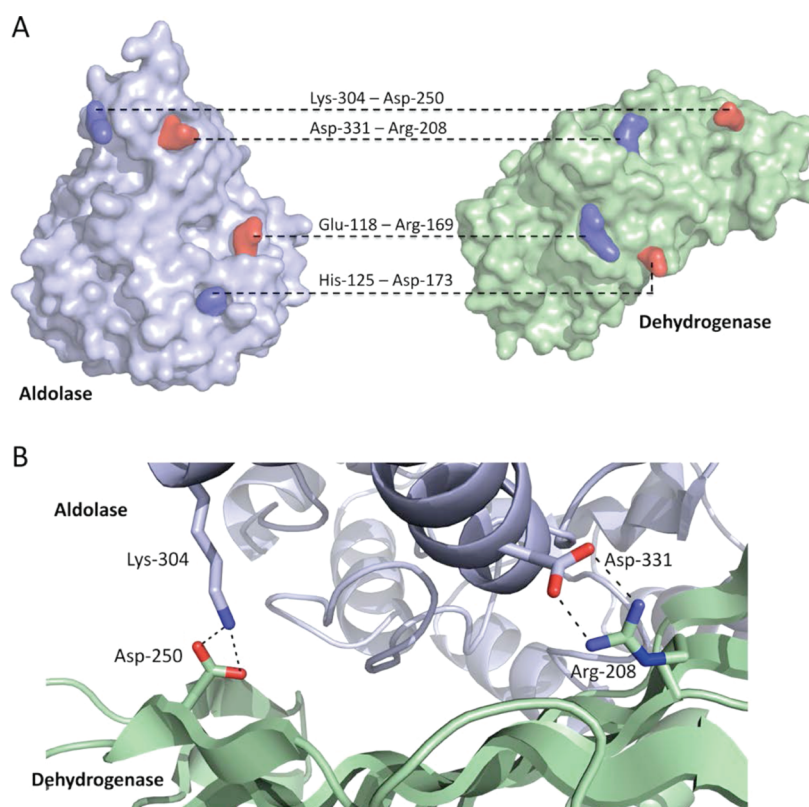 A
Lys-304 – Asp-250
Asp-331 – Arg-208
Glu-118 – Arg-169
His-125 – Asp-173
Dehydrogenase
Aldolase
B
Aldolase
Lys-304
Asp-331
Asp-250
Arg-208
Dehydrogenase